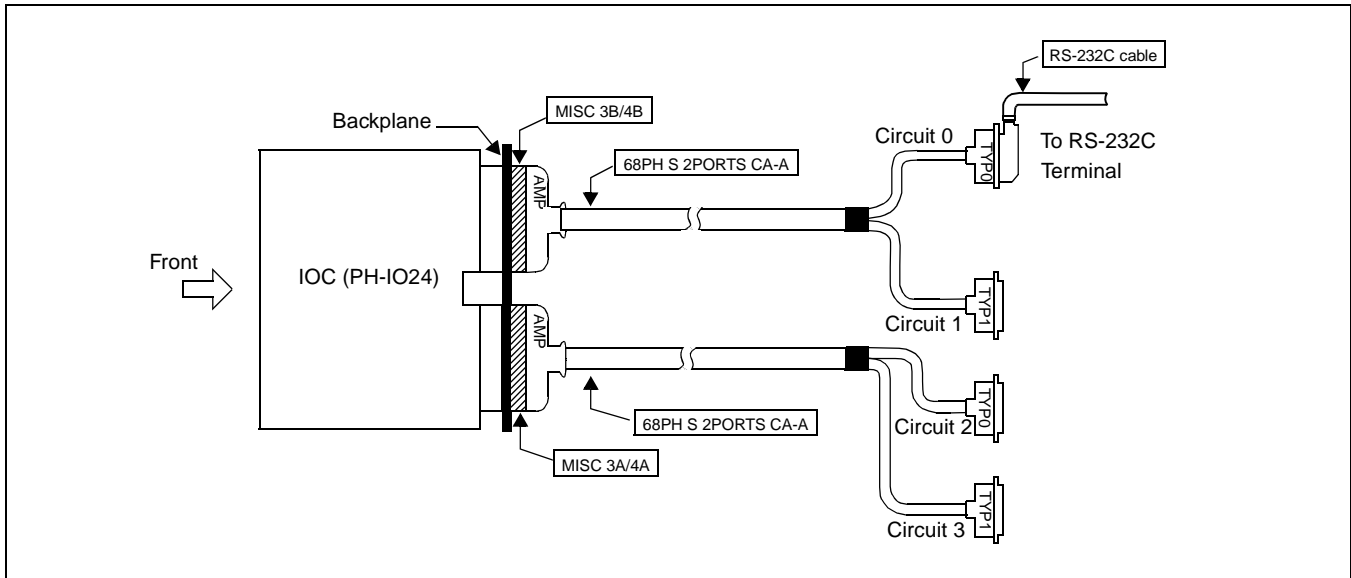 RS-232C cable
MISC 3B/4B
Backplane
Circuit 0
TYP0
To RS-232C
Terminal
68PH S 2PORTS CA-A
AMP
Front
IOC (PH-IO24)
Circuit 1
TYP1
AMP
68PH S 2PORTS CA-A
Circuit 2
TYP0
MISC 3A/4A
Circuit 3
TYP1